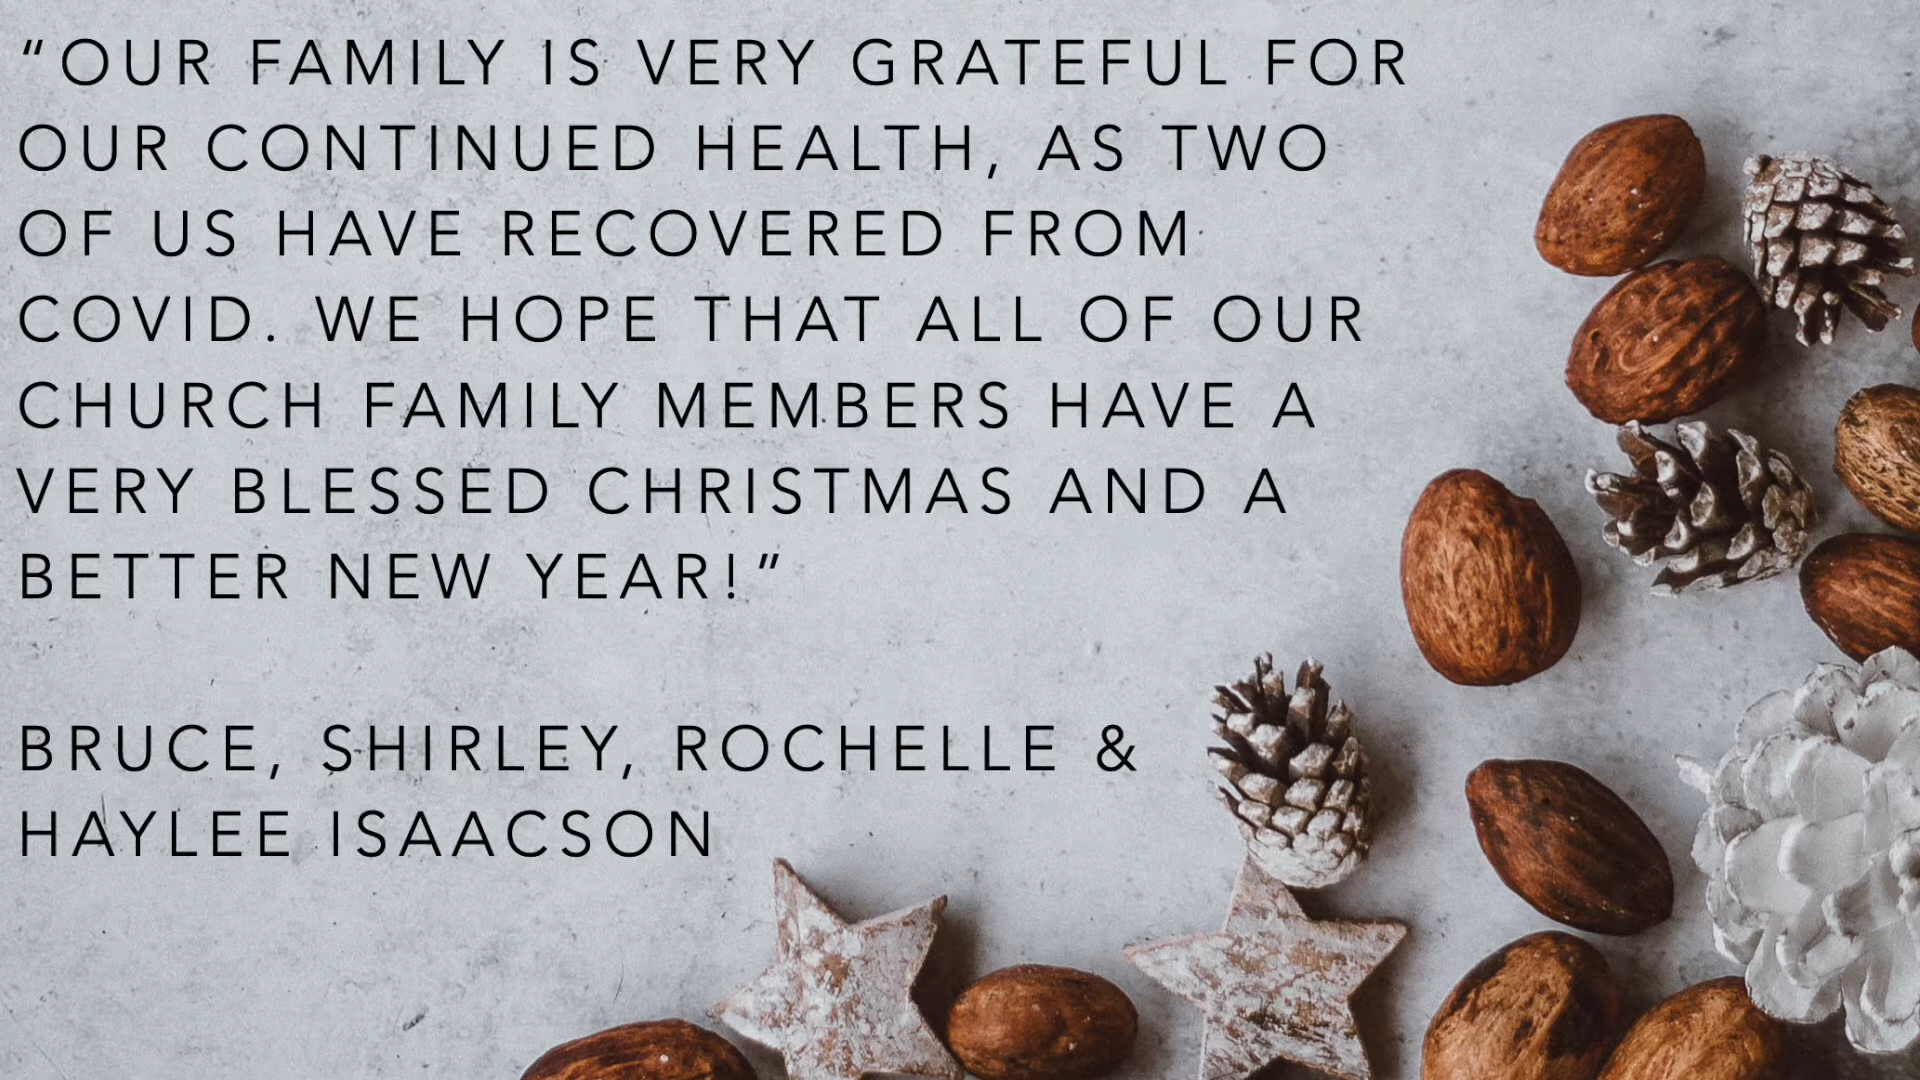 “OUR FAMILY IS VERY GRATEFUL FOR
OUR CONTINUED HEALTH, AS TWO
OF US HAVE RECOVERED FROM
COVID. WE HOPE THAT ALL OF OUR
CHURCH FAMILY MEMBERS HAVE A
VERY BLESSED CHRISTMAS AND A
BETTER NEW YEAR!”
BRUCE, SHIRLEY, ROCHELLE &
HAYLEE ISAACSON